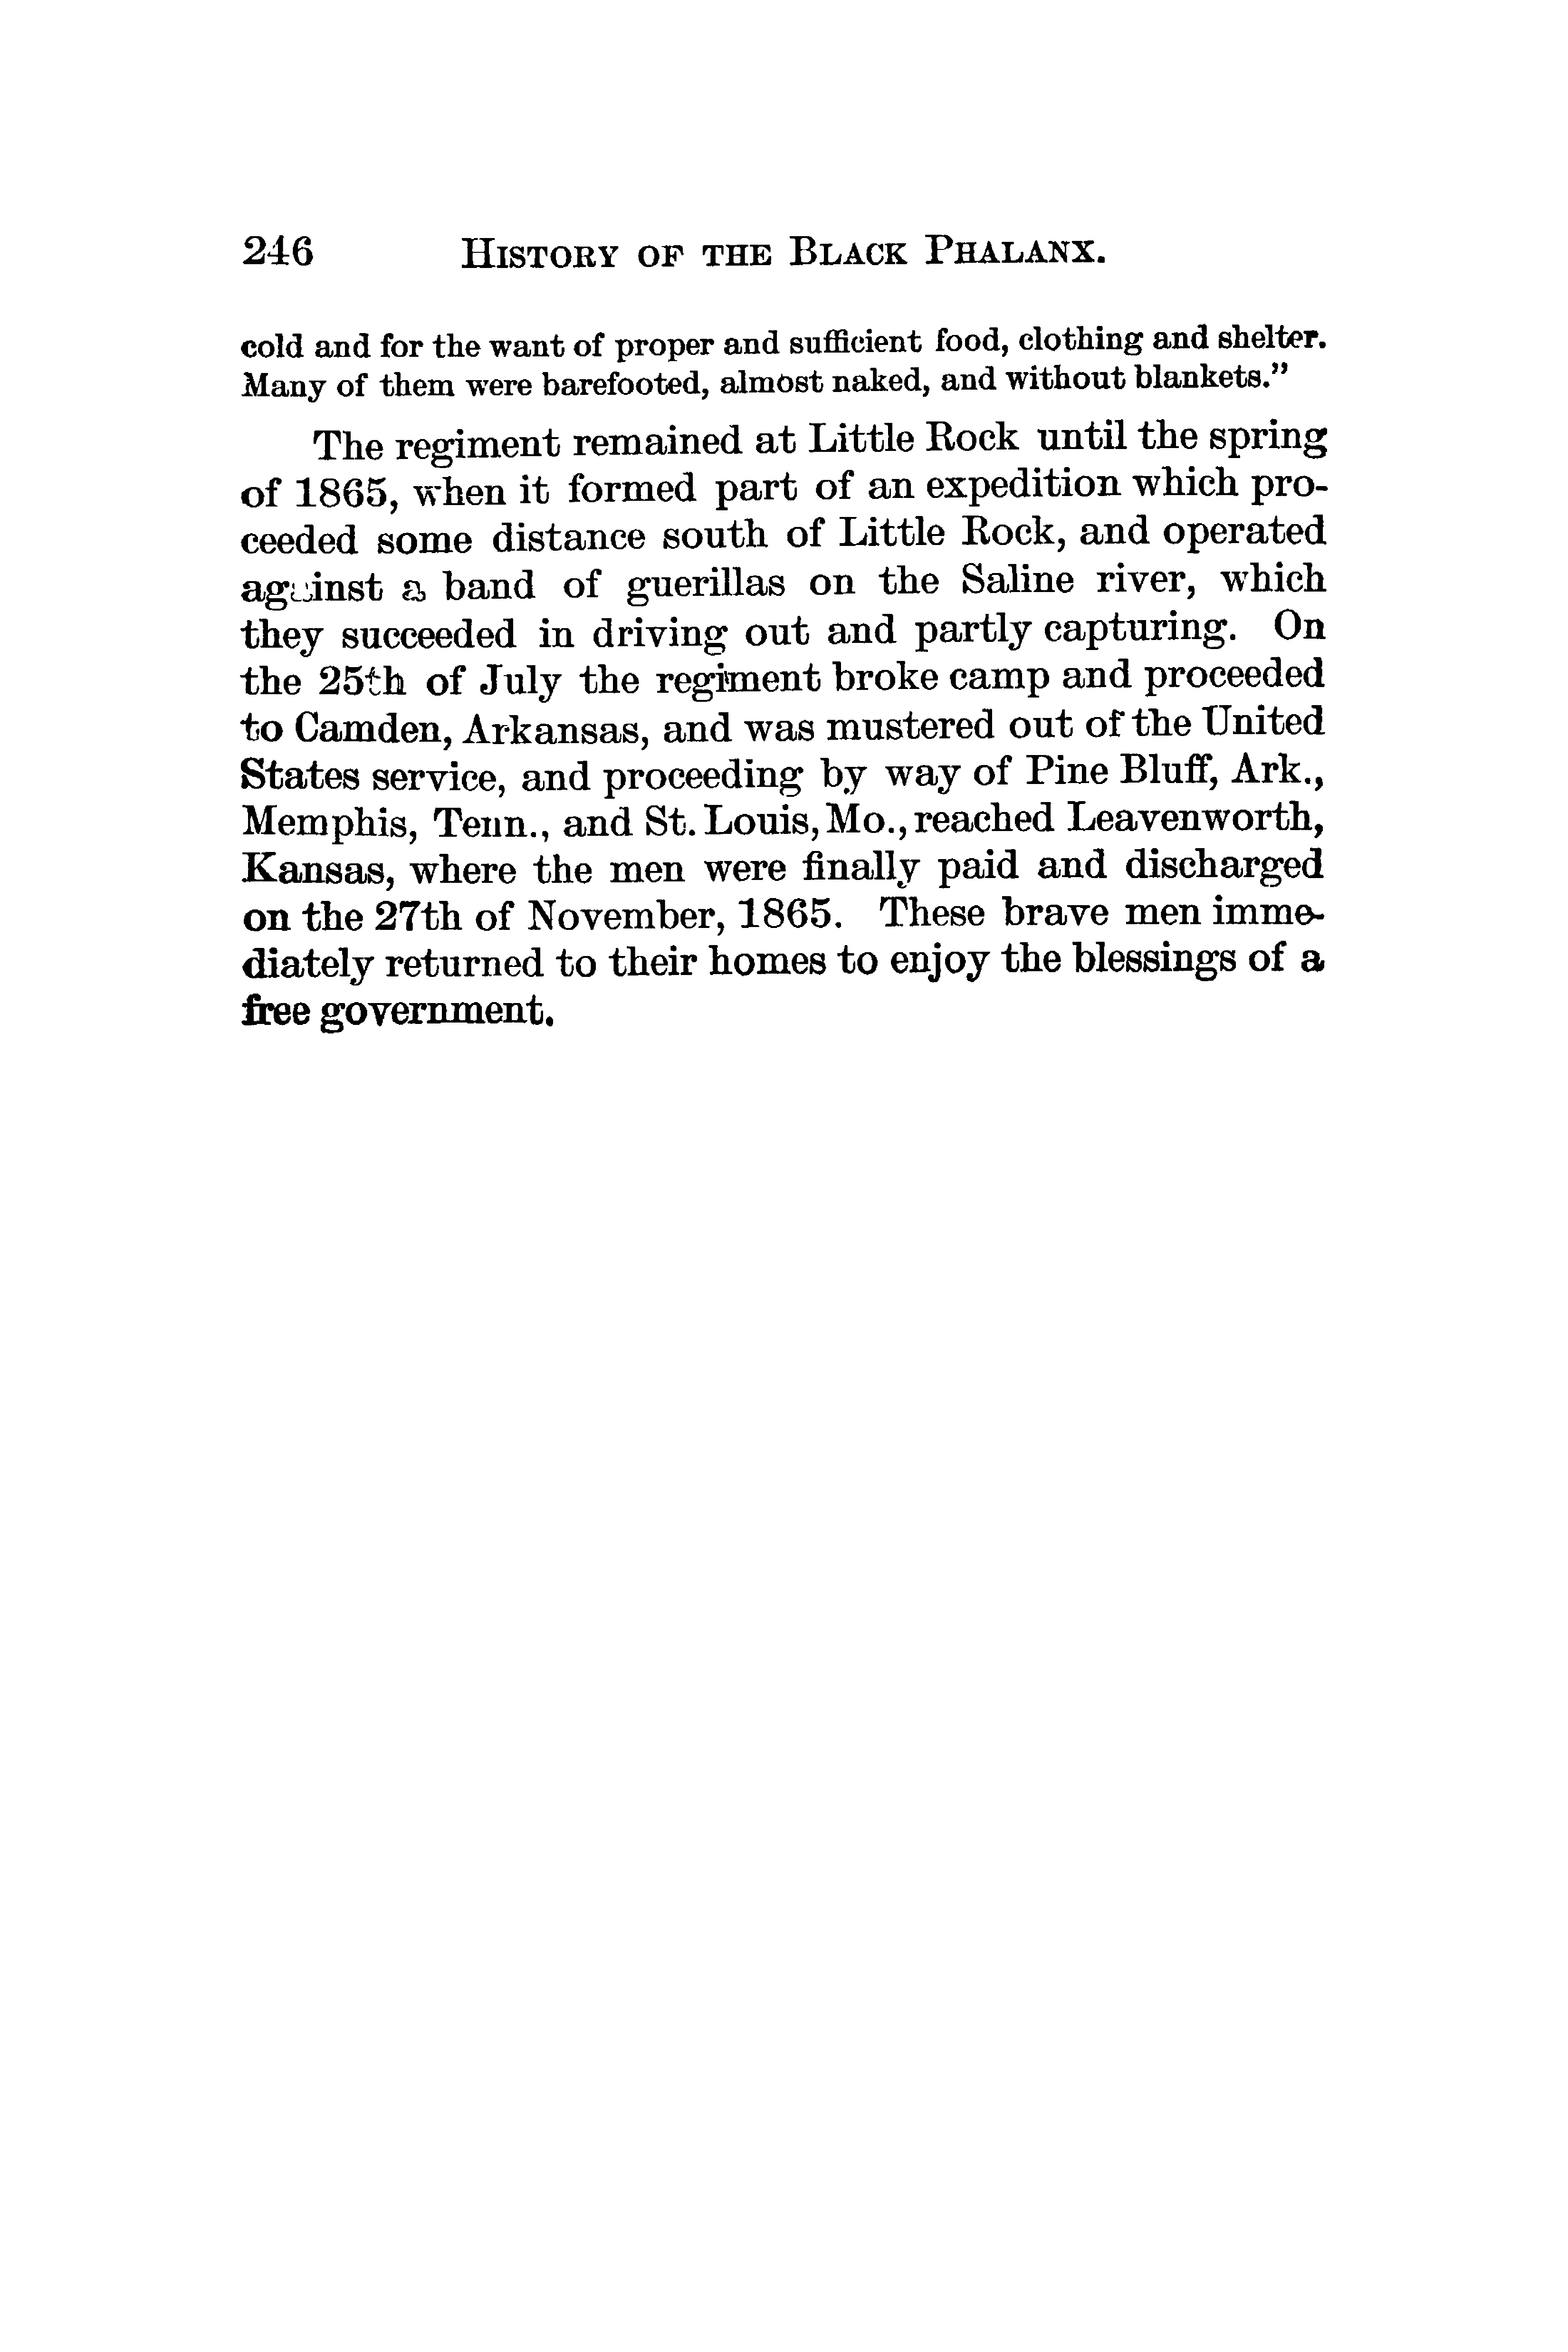 246 HISTORY OF THE BLACK PHALANX.
cold and for the want of proper and sufficient food, clothing and shelter.
Many of them were barefooted, almost naked, and without blankets.”
The regiment remained at Little Rock until the spring
of 1865, when it formed part of an expedition which pro-
ceeded some distance south of Little Rock, and operated
against a band of guerillas on the Saline river, which
they succeeded in driving out and partly capturing. On
the 25th of July the regiment broke camp and proceeded
to Camden, Arkansas, and was mustered out of the United
States service, and proceeding by way of Pine Bluff, Ark.,
Memphis, Tenn., and St. Louis, Mo., reached Leavenworth,
Kansas, where the men were finally paid and discharged
on the 27th of November, 1865. These brave men imme-
diately returned to their homes to enjoy the blessings of a
free government.